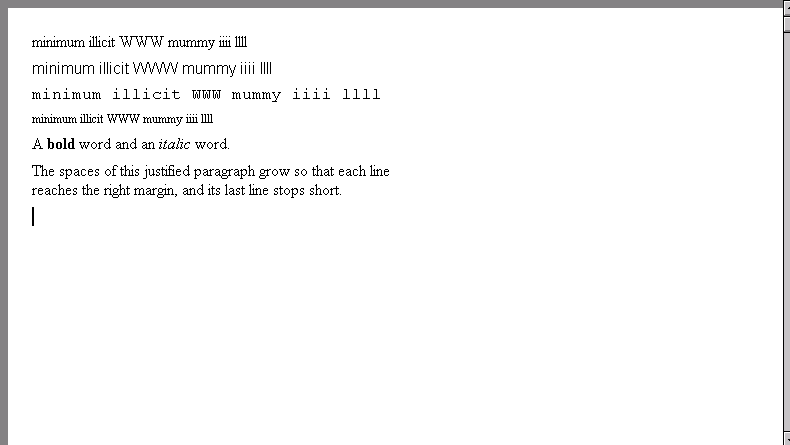 minimum illicit WWW mummy iiii llll
minimum illicit WWW mummy iiii llll
minimum illicit WWW mummy iiii llll
minimum illicit WWW mummy iiii llll
A bold word and an italic word.
The spaces of this justified paragraph grow so that each line
reaches the right margin, and its last line stops short.